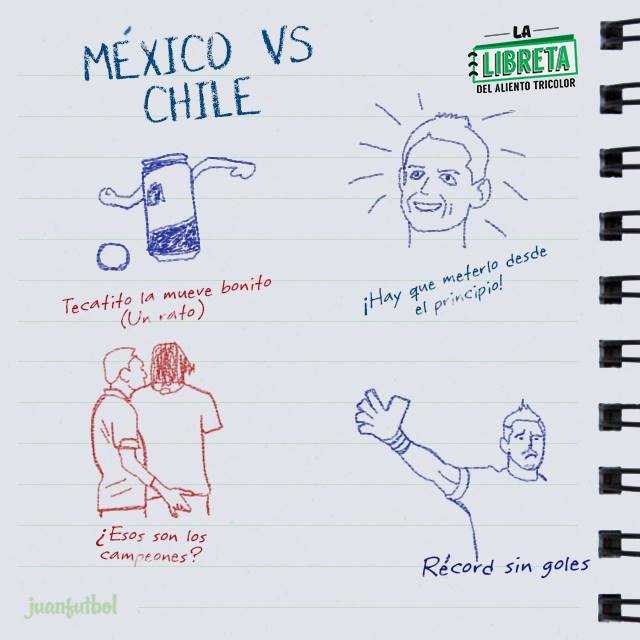 MÉXICO VS
CHILE
LA
LIBRETA
DEL ALIENTO TRICOLOR
Tecatito la mueve bonito
(Un rato)
¡Hay que meterlo desde
el principio!
¿Esos son los
campeones?
Récord sin goles
juanfutbol